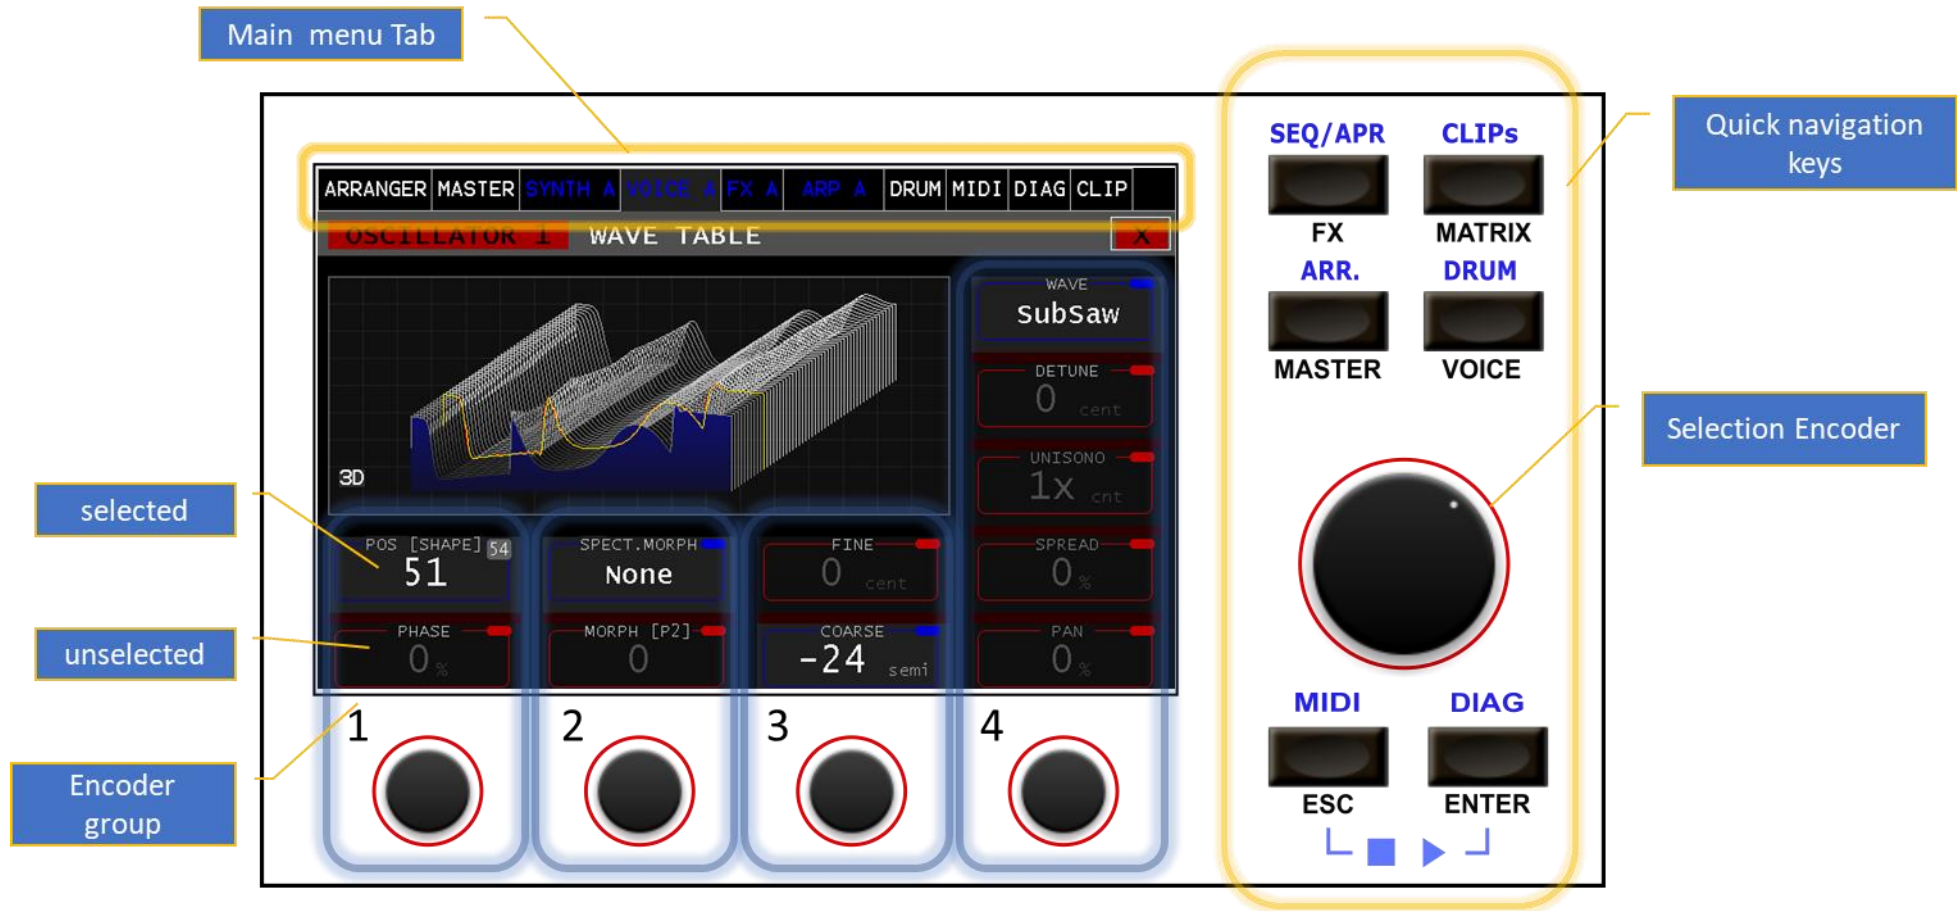 Main menu Tab
SEQ/APR CLIPs
Quick navigation
keys
ARRANGER MASTER SYNTH A VOICE A FX A ARP A DRUM MIDI DIAG CLIP
FX MATRIX
OSCILLATOR 1 WAVE TABLE X
ARR. DRUM
WAVE
SubSaw
MASTER VOICE
DETUNE
0 cent
Selection Encoder
UNISONO
1x cnt
3D
selected
POS [SHAPE] 54
51
SPECT.MORPH
None
FINE
0 cent
SPREAD
0 %
unselected
PHASE
0 %
MORPH [P2]
0
COARSE
-24 semi
PAN
0 %
1 2 3 4
MIDI DIAG
Encoder
group
ESC ENTER